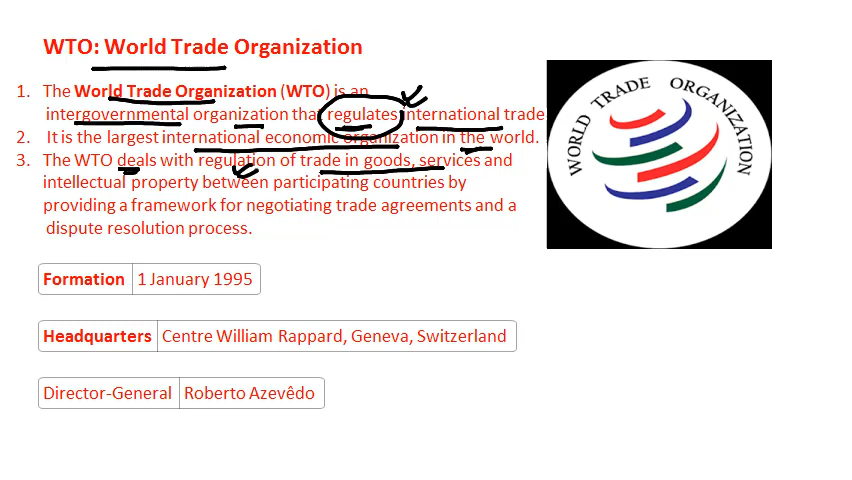 WTO: World Trade Organization
1. The World Trade Organization (WTO) is an
intergovernmental organization that regulates international trade
2. It is the largest international economic organization in the world.
3. The WTO deals with regulation of trade in goods, services and
intellectual property between participating countries by
providing a framework for negotiating trade agreements and a
dispute resolution process.
WORLD TRADE ORGANIZATION
Formation 1 January 1995
Headquarters Centre William Rappard, Geneva, Switzerland
Director-General Roberto Azevêdo